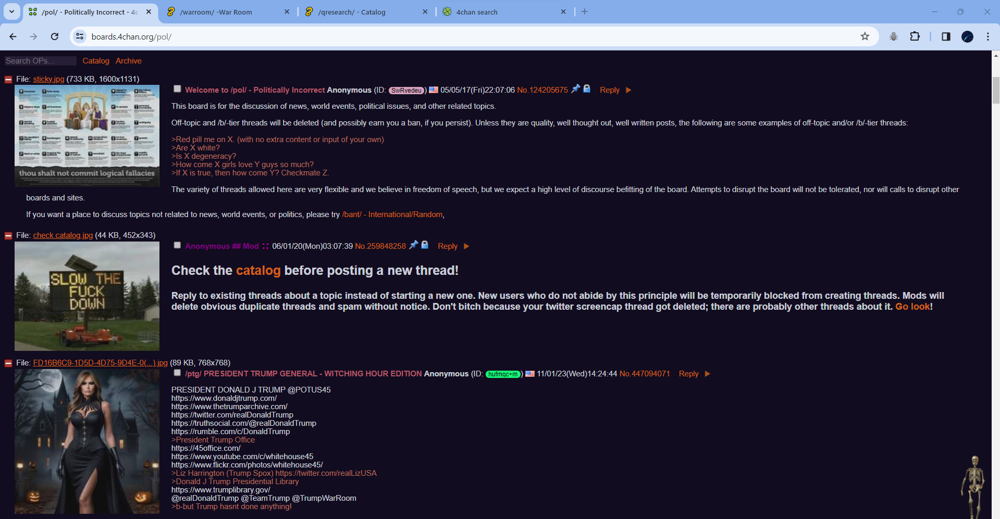 /pol/ - Politically Incorrect - 4c
/warroom/ -War Room
/qresearch/ - Catalog
4chan search
boards.4chan.org/pol/
Search OPs...
Catalog Archive
File: sticky.jpg (733 KB, 1600x1131)
thou shalt not commit logical fallacies
Welcome to /pol/ - Politically Incorrect Anonymous (ID: SwRvedeu) 05/05/17(Fri)22:07:06 No.124205675 Reply ▶
This board is for the discussion of news, world events, political issues, and other related topics.
Off-topic and /b/-tier threads will be deleted (and possibly earn you a ban, if you persist). Unless they are quality, well thought out, well written posts, the following are some examples of off-topic and/or /b/-tier threads:
>Red pill me on X. (with no extra content or input of your own)
>Are X white?
>Is X degeneracy?
>How come X girls love Y guys so much?
>If X is true, then how come Y? Checkmate Z.
The variety of threads allowed here are very flexible and we believe in freedom of speech, but we expect a high level of discourse befitting of the board. Attempts to disrupt the board will not be tolerated, nor will calls to disrupt other
boards and sites.
If you want a place to discuss topics not related to news, world events, or politics, please try /bant/ - International/Random,
File: check catalog.jpg (44 KB, 452x343)
SLOW THE
FUCK
DOWN
Anonymous ## Mod 06/01/20(Mon)03:07:39 No.259848258 Reply ▶
Check the catalog before posting a new thread!
Reply to existing threads about a topic instead of starting a new one. New users who do not abide by this principle will be temporarily blocked from creating threads. Mods will
delete obvious duplicate threads and spam without notice. Don't bitch because your twitter screencap thread got deleted; there are probably other threads about it. Go look!
File: FD16B6C9-1D5D-4D75-9D4E-0(...).jpg (89 KB, 768x768)
/ptg/ PRESIDENT TRUMP GENERAL - WITCHING HOUR EDITION Anonymous (ID: hufmqc+m) 11/01/23(Wed)14:24:44 No.447094071 Reply ▶
PRESIDENT DONALD J TRUMP @POTUS45
https://www.donaldjtrump.com/
https://www.thetrumparchive.com/
https://twitter.com/realDonaldTrump
https://truthsocial.com/@realDonaldTrump
https://rumble.com/c/DonaldTrump
>President Trump Office
https://45office.com/
https://www.youtube.com/c/whitehouse45
https://www.flickr.com/photos/whitehouse45/
>Liz Harrington (Trump Spox) https://twitter.com/realLizUSA
>Donald J Trump Presidential Library
https://www.trumplibrary.gov/
@realDonaldTrump @TeamTrump @TrumpWarRoom
>b-but Trump hasnt done anything!